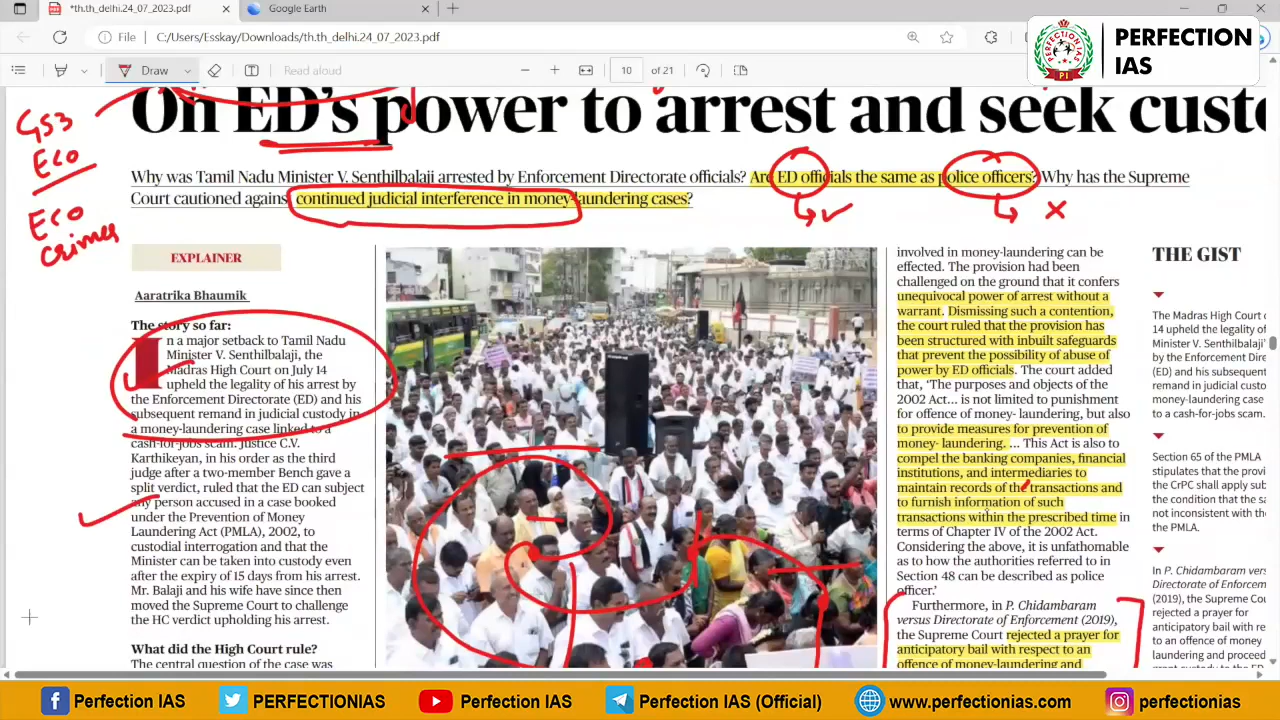 *th.th_delhi.24_07_2023.pdf
Google Earth
File
C:/Users/Esskay/Downloads/th.th_delhi.24_07_2023.pdf
PERFECTION
IAS
Draw
Read aloud
10
of 21
On ED's power to arrest and seek custo
GS3
Eco
Eco
Crimes
Why was Tamil Nadu Minister V. Senthilbalaji arrested by Enforcement Directorate officials? Are ED officials the same as police officers? Why has the Supreme
Court cautioned against continued judicial interference in money-laundering cases?
EXPLAINER
Aaratrika Bhaumik
The story so far:
In a major setback to Tamil Nadu
Minister V. Senthilbalaji, the
Madras High Court on July 14
upheld the legality of his arrest by
the Enforcement Directorate (ED) and his
subsequent remand in judicial custody in
a money-laundering case linked to a
cash-for-jobs scam. Justice C.V.
Karthikeyan, in his order as the third
judge after a two-member Bench gave a
split verdict, ruled that the ED can subject
any person accused in a case booked
under the Prevention of Money
Laundering Act (PMLA), 2002, to
custodial interrogation and that the
Minister can be taken into custody even
after the expiry of 15 days from his arrest.
Mr. Balaji and his wife have since then
moved the Supreme Court to challenge
the HC verdict upholding his arrest.
What did the High Court rule?
The central question of the case was
involved in money-laundering can be
effected. The provision had been
challenged on the ground that it confers
unequivocal power of arrest without a
warrant. Dismissing such a contention,
the court ruled that the provision has
been structured with inbuilt safeguards
that prevent the possibility of abuse of
power by ED officials. The court added
that, 'The purposes and objects of the
2002 Act... is not limited to punishment
for offence of money- laundering, but also
to provide measures for prevention of
money- laundering. ... This Act is also to
compel the banking companies, financial
institutions, and intermediaries to
maintain records of the transactions and
to furnish information of such
transactions within the prescribed time in
terms of Chapter IV of the 2002 Act.
Considering the above, it is unfathomable
as to how the authorities referred to in
Section 48 can be described as police
officer.'
Furthermore, in P. Chidambaram
versus Directorate of Enforcement (2019),
the Supreme Court rejected a prayer for
anticipatory bail with respect to an
offence of money-laundering and
THE GIST
The Madras High Court o
14 upheld the legality of
V. Senthilbalaji'
by the Enforcement Dire
(ED) and his subsequent
remand in judicial custo
money-laundering case
to a cash-for-jobs scam.
Section 65 of the PMLA
stipulates that the provi
the CrPC shall apply sub
the condition that the sa
not inconsistent with the
the PMLA.
In P. Chidambaram vers
Directorate of Enforcem
(2019), the Supreme Cou
rejected a prayer for
anticipatory bail with re
to an offence of money
laundering and proceed
Perfection IAS
PERFECTIONIAS
Perfection IAS
Perfection IAS (Official)
www.perfectionias.com
perfectionias